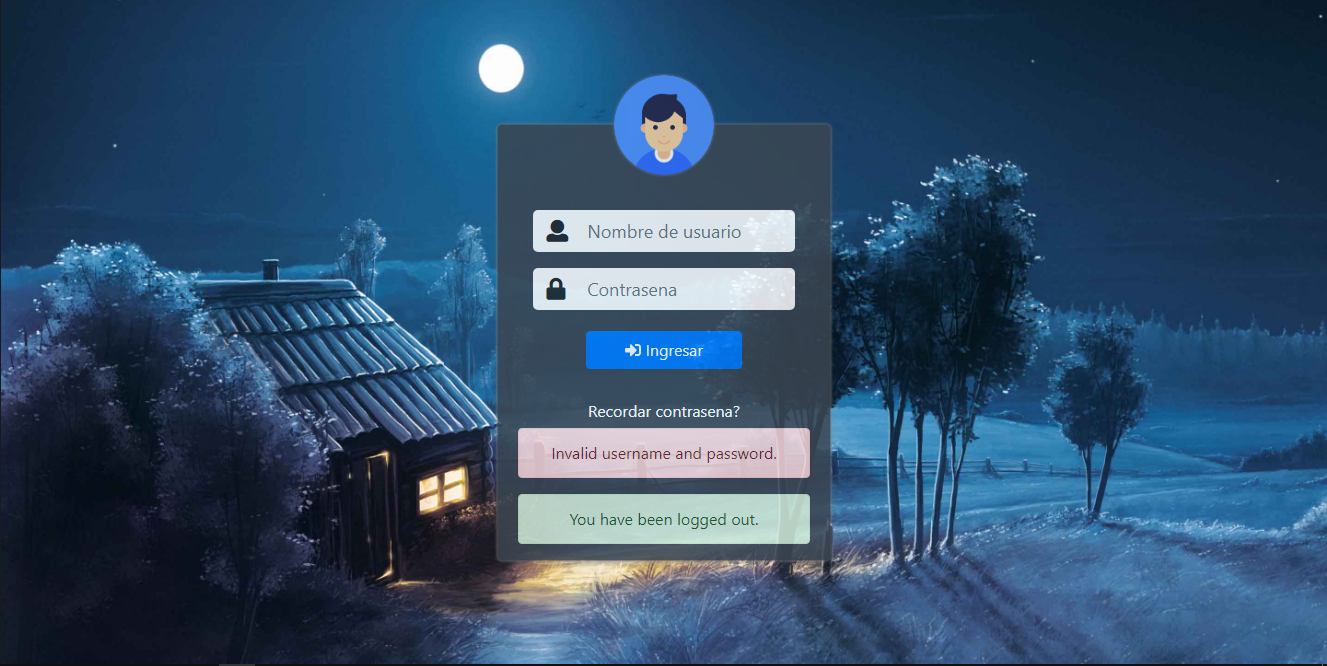 Nombre de usuario
Contrasena
Ingresar
Recordar contrasena?
Invalid username and password.
You have been logged out.